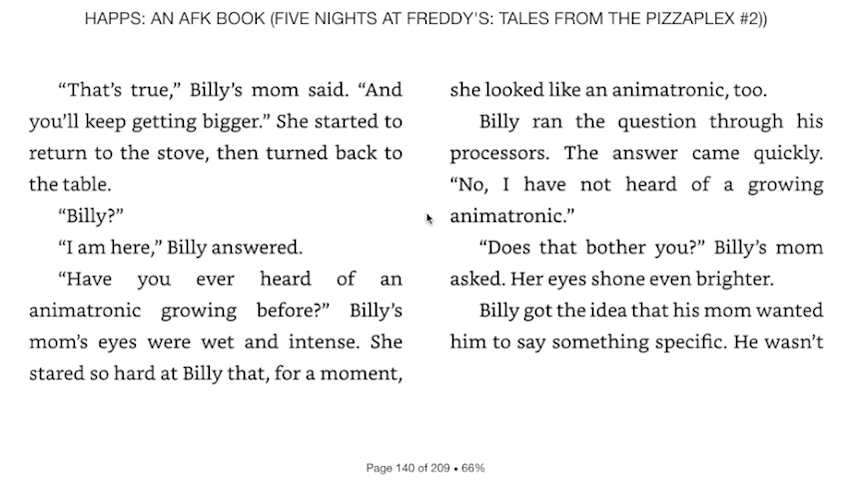 HAPPS: AN AFK BOOK (FIVE NIGHTS AT FREDDY'S: TALES FROM THE PIZZAPLEX #2))
“That’s true,” Billy’s mom said. “And
you’ll keep getting bigger.” She started to
return to the stove, then turned back to
the table.
“Billy?”
“I am here,” Billy answered.
“Have you ever heard of an
animatronic growing before?” Billy’s
mom’s eyes were wet and intense. She
stared so hard at Billy that, for a moment,
she looked like an animatronic, too.
Billy ran the question through his
processors. The answer came quickly.
“No, I have not heard of a growing
animatronic.”
“Does that bother you?” Billy’s mom
asked. Her eyes shone even brighter.
Billy got the idea that his mom wanted
him to say something specific. He wasn’t
Page 140 of 209 • 66%